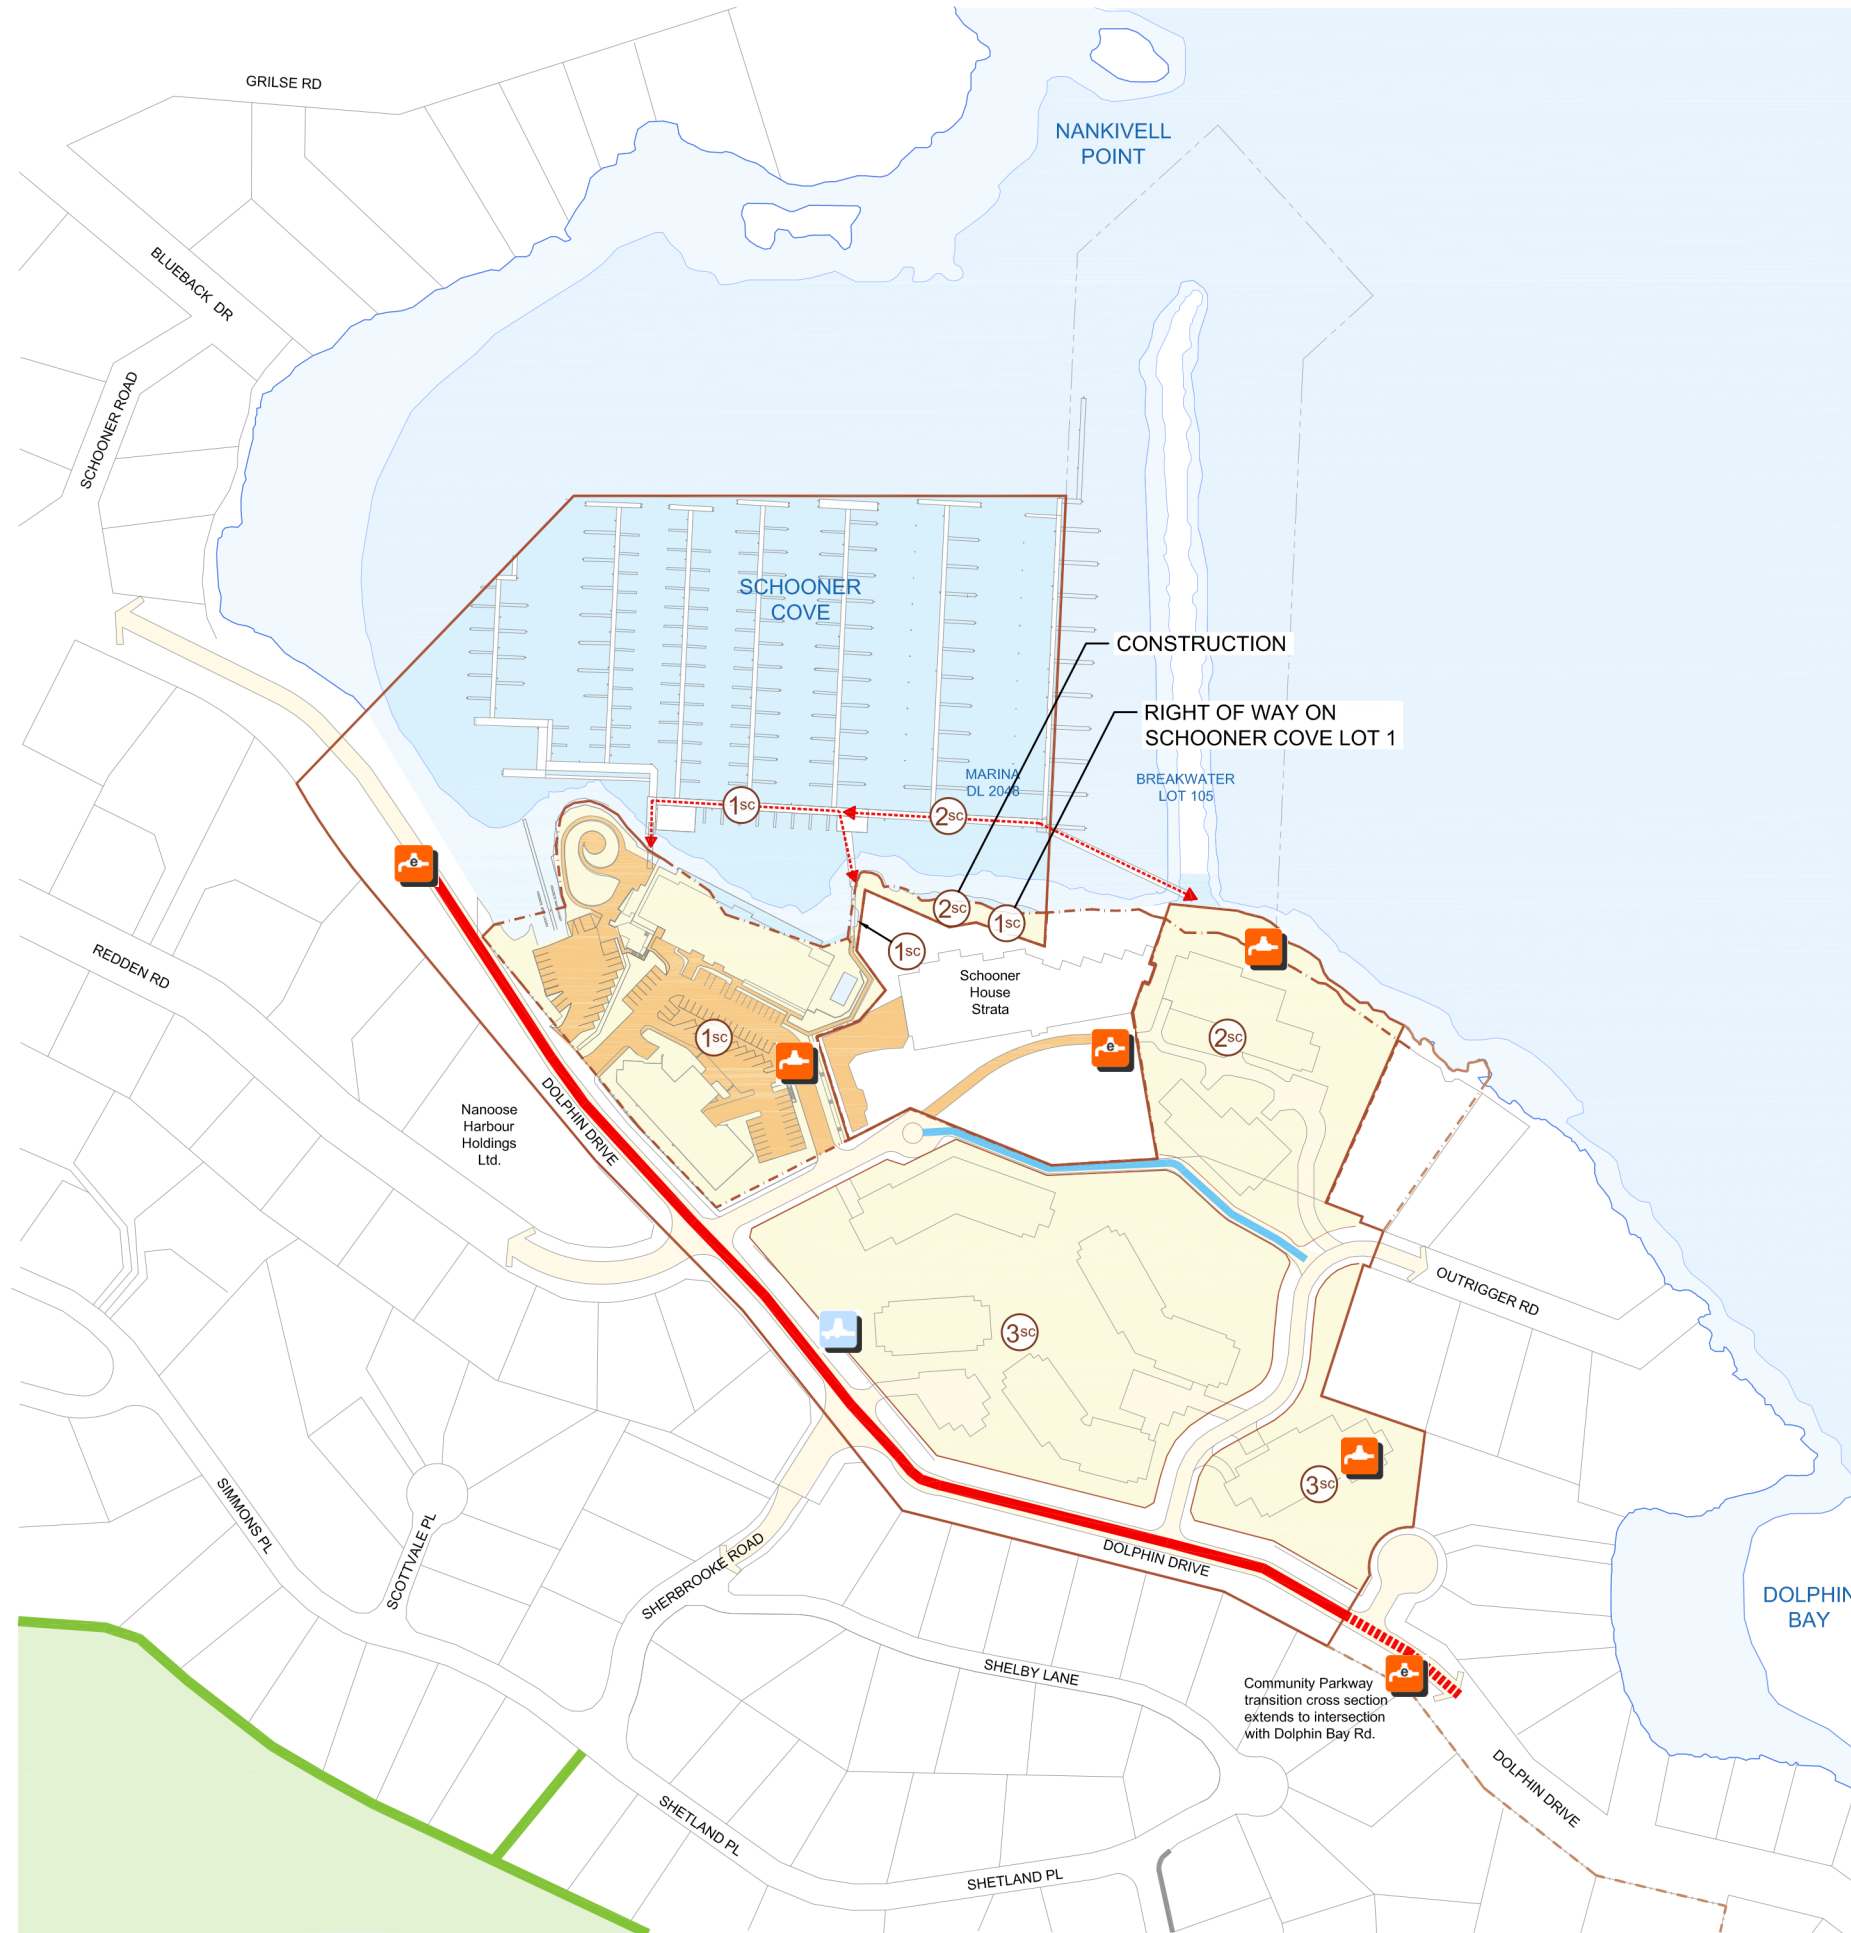 GRILSE RD
NANKIVELL
POINT
BLUEBACK DR
SCHOONER ROAD
SCHOONER
COVE
CONSTRUCTION
RIGHT OF WAY ON
SCHOONER COVE LOT 1
MARINA
DL 2048
BREAKWATER
LOT 105
1sc
2sc
e
2sc
1sc
1sc
REDDEN RD
Schooner
House
Strata
1sc
e
2sc
Nanoose
Harbour
Holdings
Ltd.
DOLPHIN DRIVE
OUTRIGGER RD
3sc
3sc
SIMMONS PL
SCOTTVALE PL
SHERBROOKE ROAD
DOLPHIN DRIVE
DOLPHIN
BAY
SHELBY LANE
e
Community Parkway
transition cross section
extends to intersection
with Dolphin Bay Rd.
DOLPHIN DRIVE
SHETLAND PL
SHETLAND PL